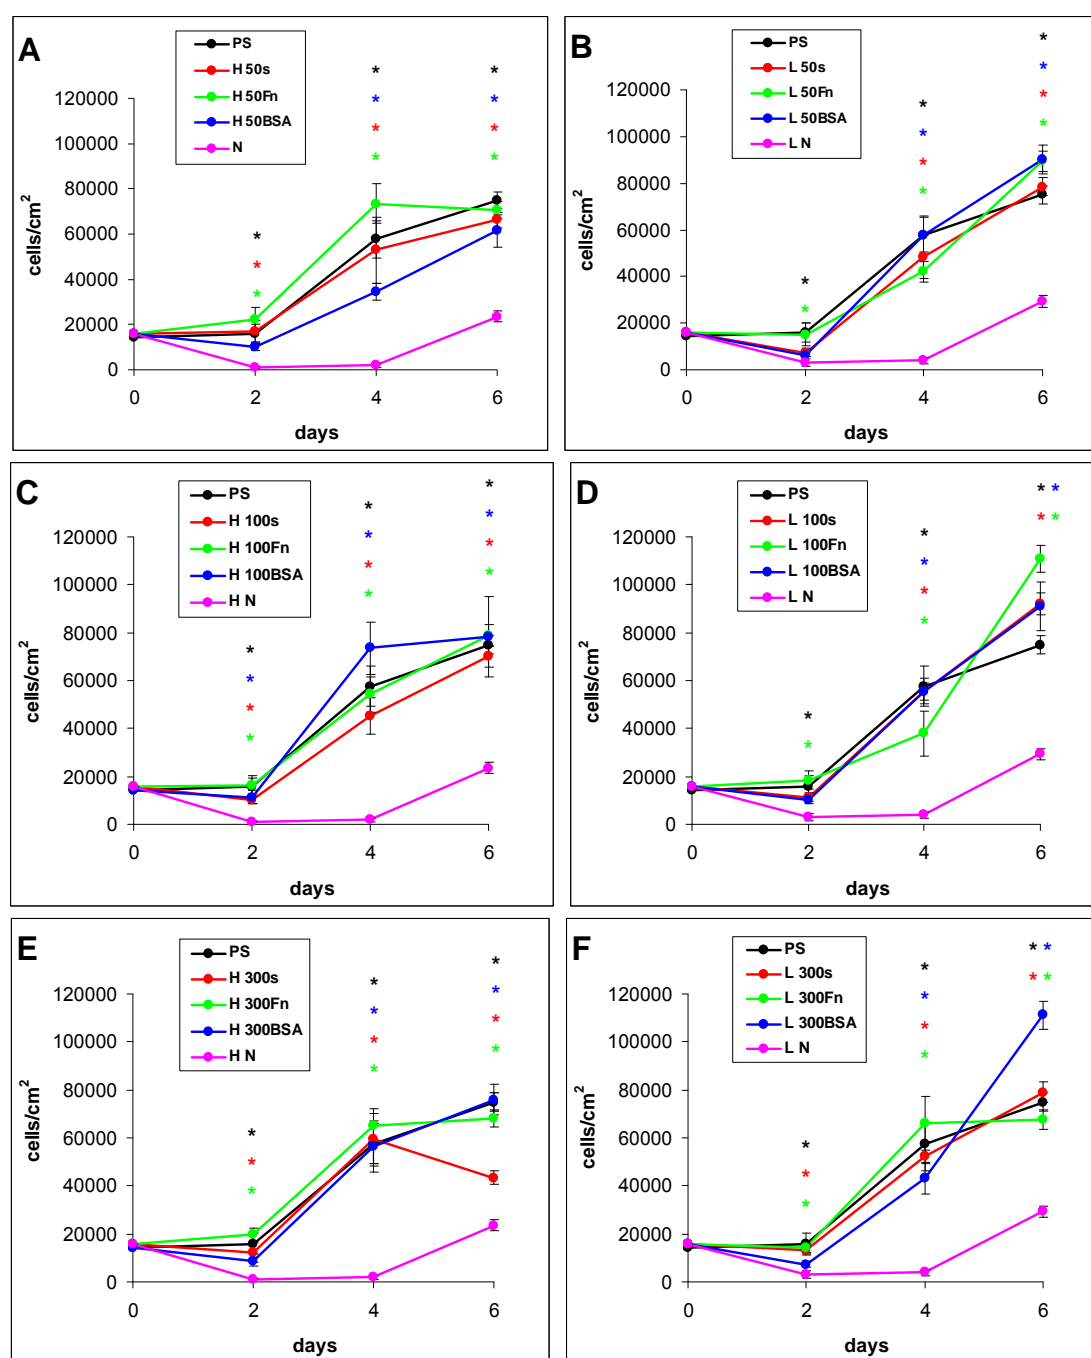 A
PS
H 50s
H 50Fn
H 50BSA
N
* *
* *
* *
* *
*
*
*
120000
100000
80000
60000
40000
20000
0
cells/cm²
0 2 4 6
days
B
PS
L 50s
L 50Fn
L 50BSA
L N
*
*
*
*
*
*
*
*
*
*
120000
100000
80000
60000
40000
20000
0
cells/cm²
0 2 4 6
days
C
PS
H 100s
H 100Fn
H 100BSA
H N
*
*
*
*
*
*
*
*
*
*
*
*
120000
100000
80000
60000
40000
20000
0
cells/cm²
0 2 4 6
days
D
PS
L 100s
L 100Fn
L 100BSA
L N
* *
* *
*
*
*
*
*
*
120000
100000
80000
60000
40000
20000
0
cells/cm²
0 2 4 6
days
E
PS
H 300s
H 300Fn
H 300BSA
H N
*
*
*
*
*
*
*
*
*
*
*
120000
100000
80000
60000
40000
20000
0
cells/cm²
0 2 4 6
days
F
PS
L 300s
L 300Fn
L 300BSA
L N
* *
* *
*
*
*
*
*
*
*
120000
100000
80000
60000
40000
20000
0
cells/cm²
0 2 4 6
days